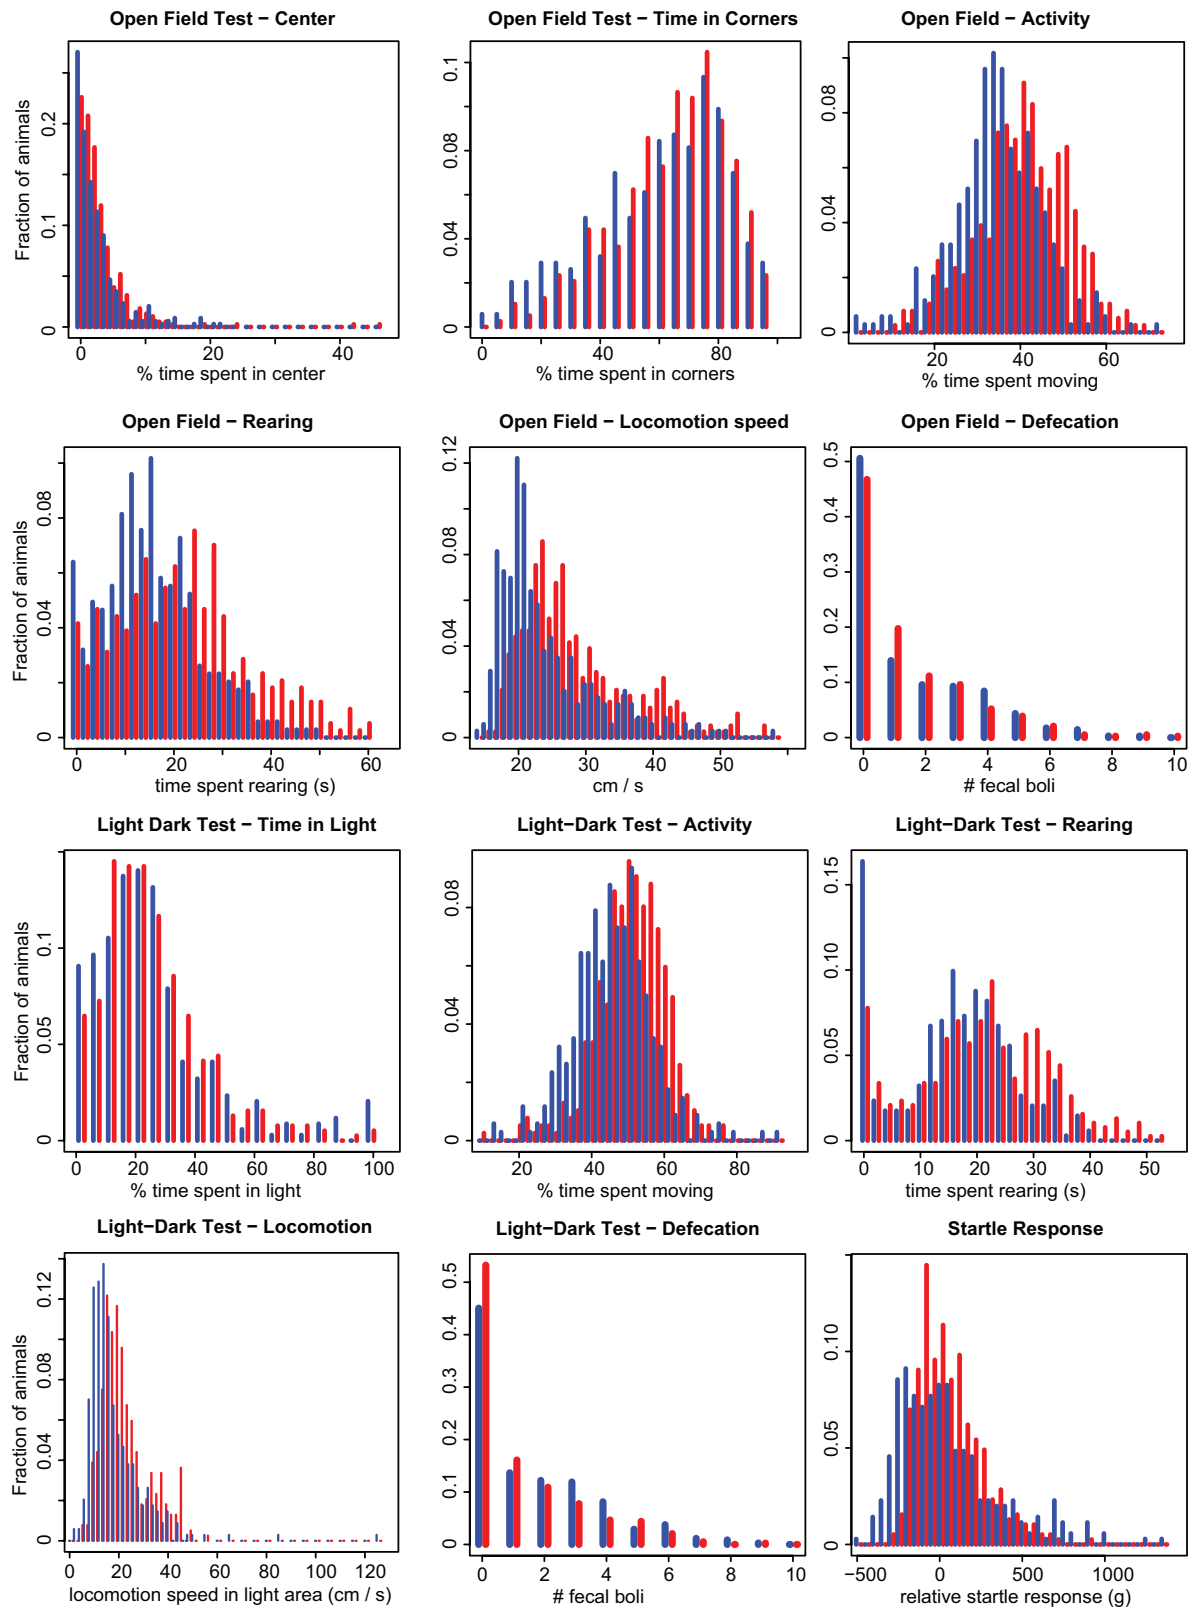 Open Field Test − Center
Open Field Test − Time in Corners
Open Field − Activity
Fraction of animals
0 0.1 0.2
0 0.04 0.08 0.1
0 0.04 0.08
0 20 40
0 40 80
20 40 60
% time spent in center
% time spent in corners
% time spent moving
Open Field − Rearing
Open Field − Locomotion speed
Open Field − Defecation
Fraction of animals
0 0.04 0.08
0 0.04 0.08 0.12
0 0.1 0.2 0.3 0.4 0.5
0 20 40 60
20 30 40 50
0 2 4 6 8 10
time spent rearing (s)
cm / s
# fecal boli
Light Dark Test − Time in Light
Light−Dark Test − Activity
Light−Dark Test − Rearing
Fraction of animals
0 0.05 0.1
0 0.04 0.08
0 0.05 0.10 0.15
0 20 40 60 80 100
20 40 60 80
0 10 20 30 40 50
% time spent in light
% time spent moving
time spent rearing (s)
Light−Dark Test − Locomotion
Light−Dark Test − Defecation
Startle Response
Fraction of animals
0 0.04 0.08 0.12
0 0.1 0.2 0.3 0.4 0.5
0 0.05 0.10
0 20 40 60 80 100 120
0 2 4 6 8 10
−500 0 500 1000
locomotion speed in light area (cm / s)
# fecal boli
relative startle response (g)